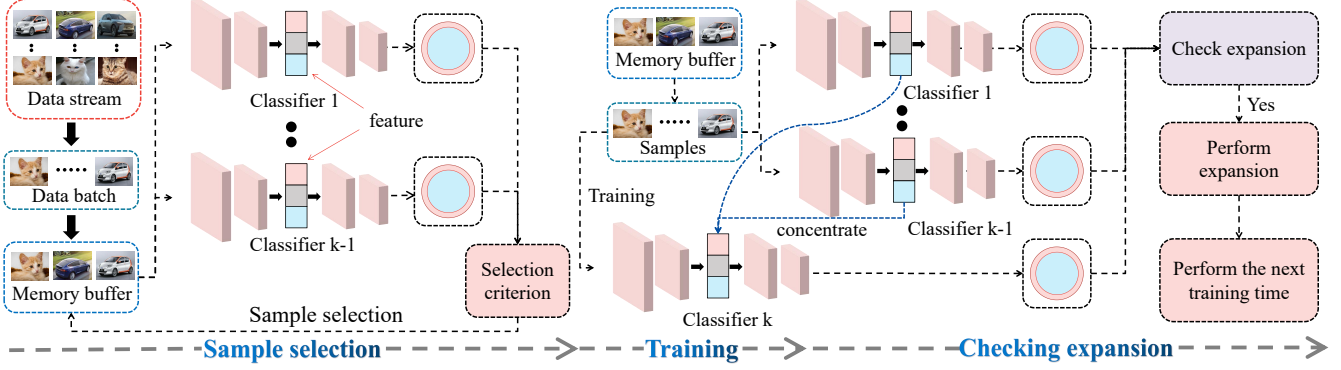 Data stream
Data batch
Memory buffer
Classifier 1
feature
Classifier k-1
Selection
criterion
Sample selection
Sample selection
Memory buffer
Samples
Training
Classifier 1
Classifier k-1
concentrate
Classifier k
Training
Check expansion
Yes
Perform
expansion
Perform the next
training time
Checking expansion